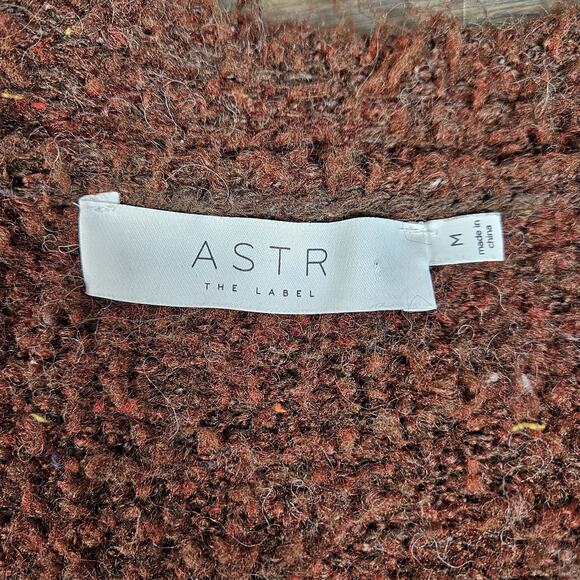 ASTR
THE LABEL
M
made in
china